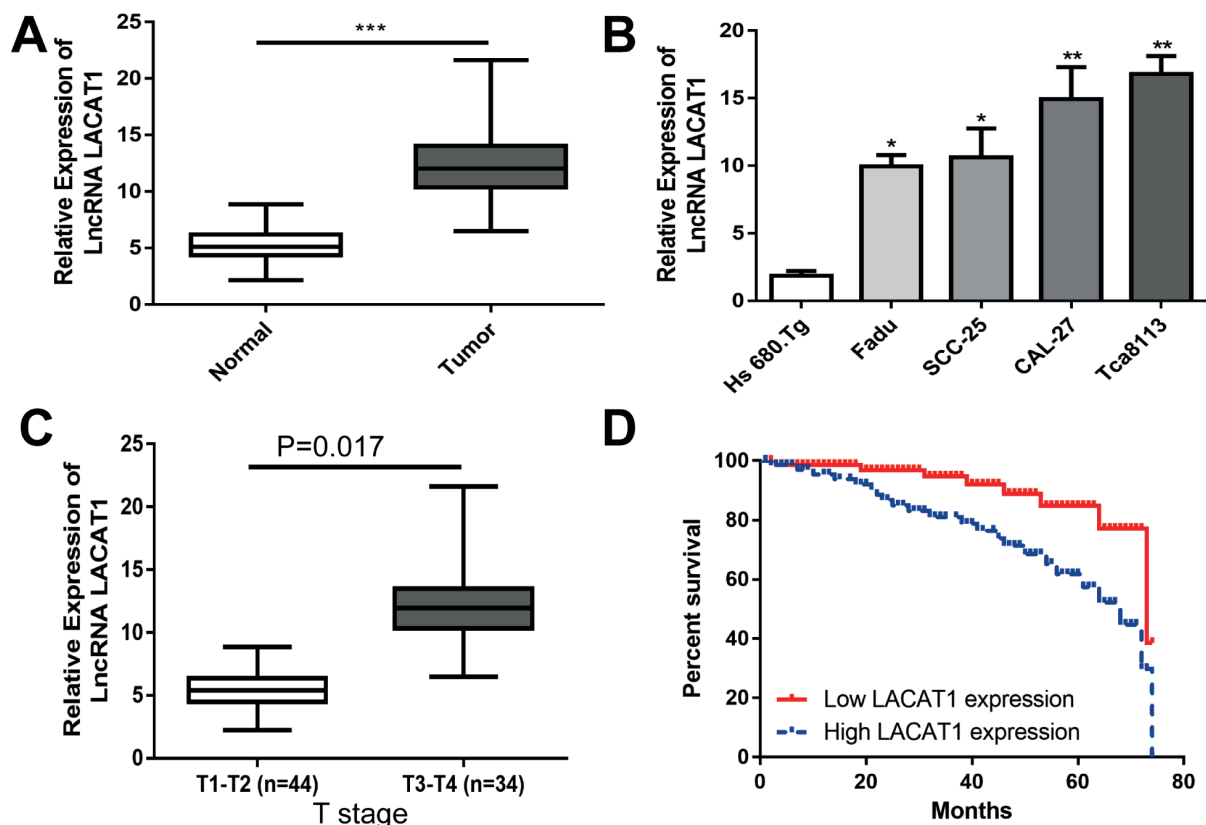 A
Relative Expression of
LncRNA LACAT1
25
20
15
10
5
0
***
Normal
Tumor
B
Relative Expression of
LncRNA LACAT1
20
15
10
5
0
*
*
**
**
Hs 680.Tg
Fadu
SCC-25
CAL-27
Tca8113
C
Relative Expression of
LncRNA LACAT1
25
20
15
10
5
0
P=0.017
T1-T2 (n=44)
T3-T4 (n=34)
T stage
D
Percent survival
100
80
60
40
20
0
Low LACAT1 expression
High LACAT1 expression
0
20
40
60
80
Months